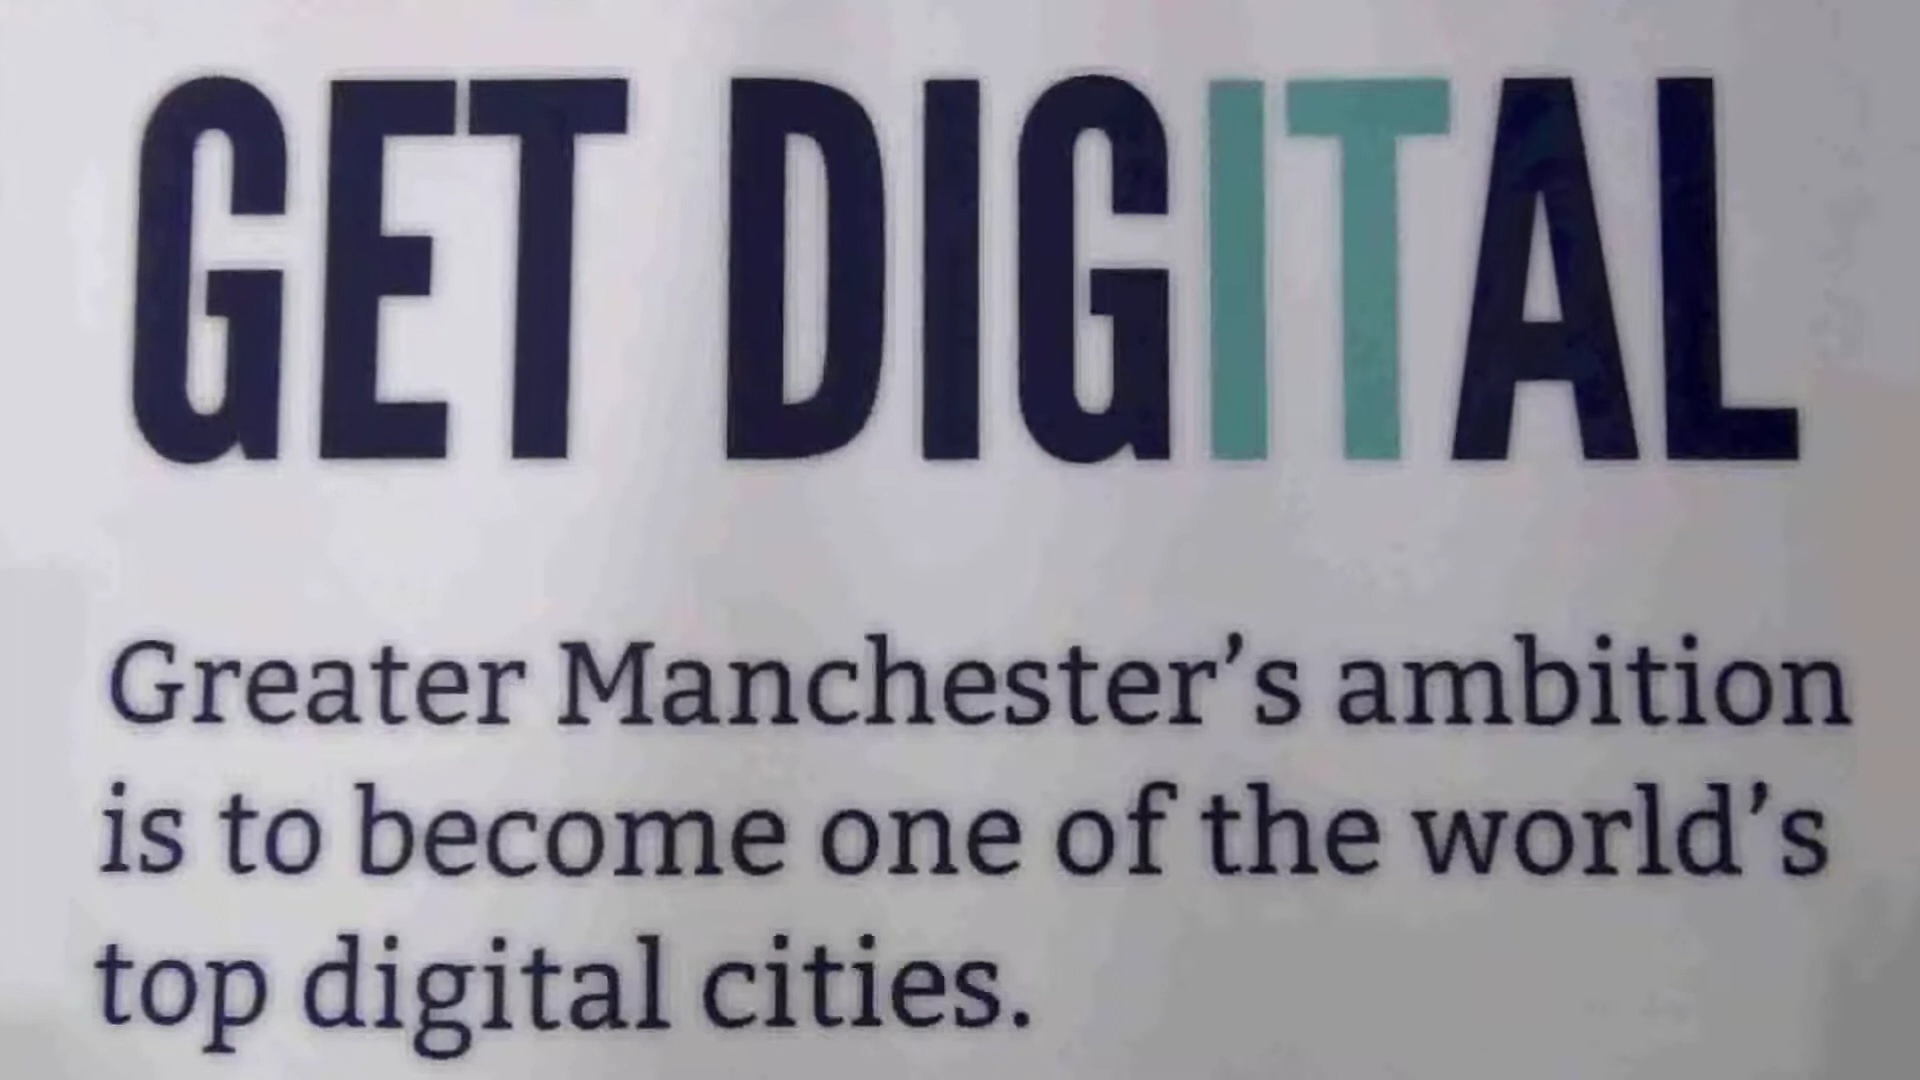 GET DIGITAL
Greater Manchester’s ambition
is to become one of the world’s
top digital cities.